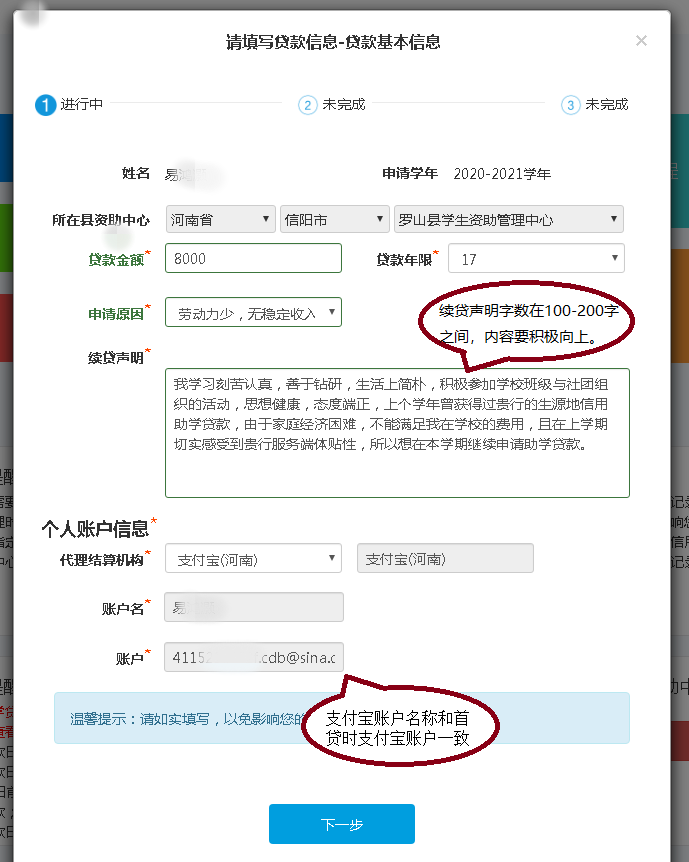 请填写贷款信息-贷款基本信息
×
1 进行中 2 未完成 3 未完成
姓名 易 申请学年 2020-2021学年
所在县资助中心 河南省 信阳市 罗山县学生资助管理中心
贷款金额* 8000 贷款年限* 17
申请原因* 劳动力少，无稳定收入
续贷声明字数在100-200字
之间，内容要积极向上。
续贷声明*
我学习刻苦认真，善于钻研，生活上简朴，积极参加学校班级与社团组
织的活动，思想健康，态度端正，上个学年曾获得过贵行的生源地信用
助学贷款，由于家庭经济困难，不能满足我在学校的费用，且在上学期
切实感受到贵行服务端体贴性，所以想在本学期继续申请助学贷款。
个人账户信息*
代理结算机构* 支付宝(河南) 支付宝(河南)
账户名* 易
账户* 4115 .cdb@sina.c
温馨提示：请如实填写，以免影响您的
支付宝账户名称和首
贷时支付宝账户一致
下一步